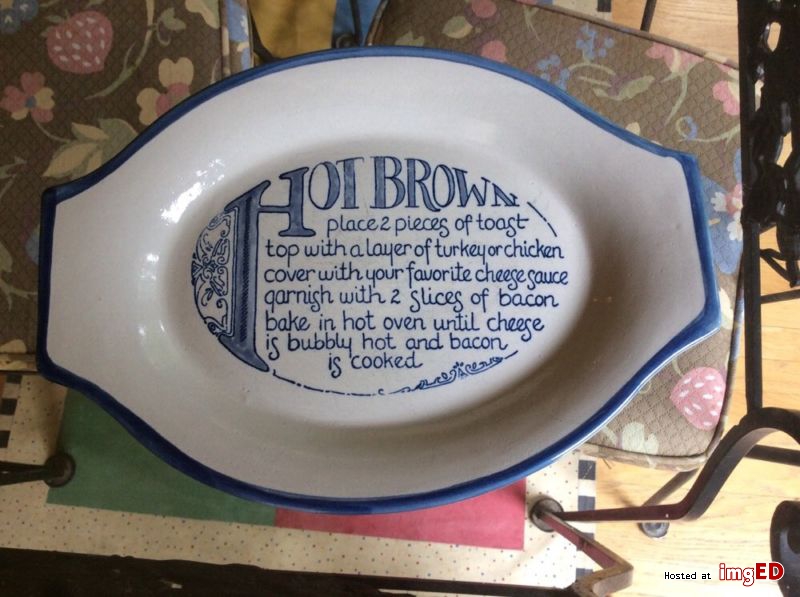 HOT BROWN
place 2 pieces of toast
top with a layer of turkey or chicken
cover with your favorite cheese sauce
garnish with 2 slices of bacon
bake in hot oven until cheese
is bubbly hot and bacon
is cooked
Hosted at imgED